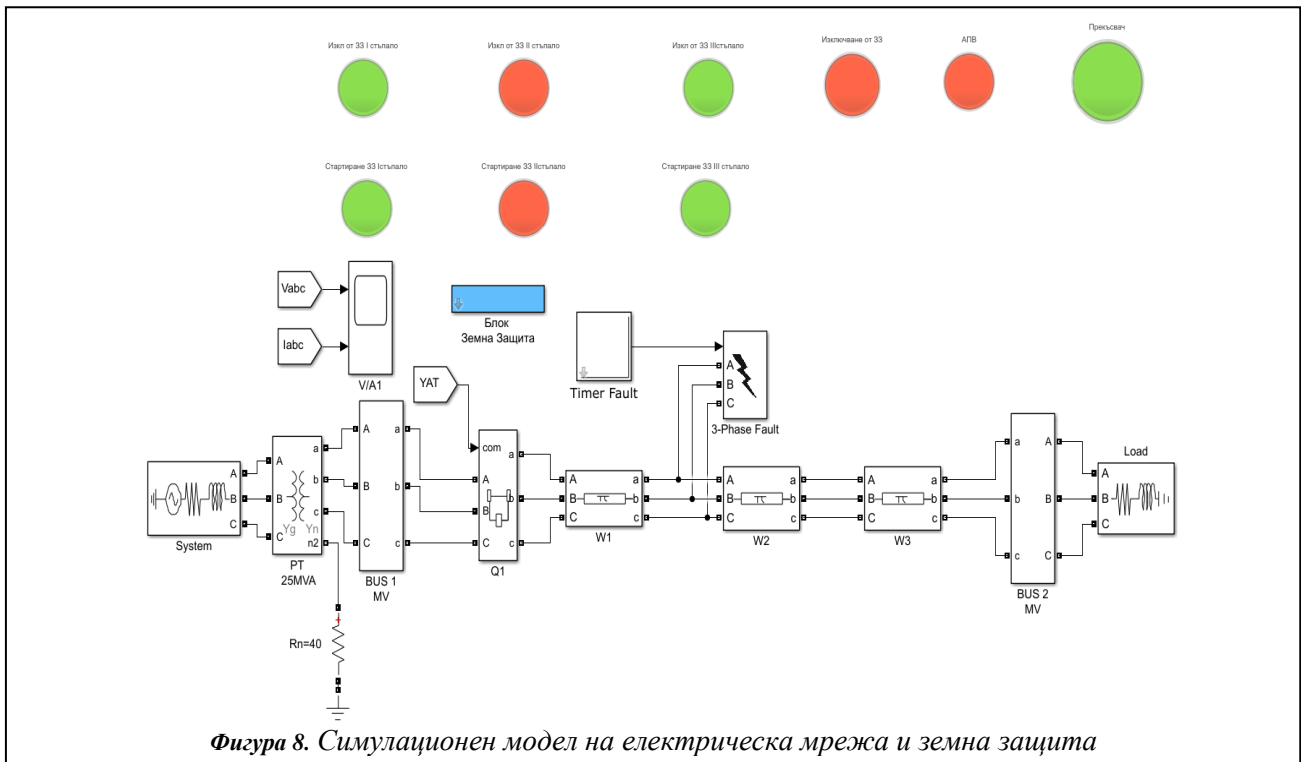 Прекъсвач
Изкл от ЗЗ I стъпало
Изкл от ЗЗ II стъпало
Изкл от ЗЗ IIIстъпало
Изключване от ЗЗ
АПВ
Стартиране ЗЗ Iстъпало
Стартиране ЗЗ IIстъпало
Стартиране ЗЗ III стъпало
Vabc
Iabc
V/A1
Блок
Земна Защита
YAT
Timer Fault
A
B
C
3-Phase Fault
A
B
C
System
A
B
C
a
b
c
n2
Yg
Yn
PT
25MVA
A
B
C
a
b
c
BUS 1
MV
com
A
B
C
a
b
c
Q1
A
B
C
π
a
b
c
W1
A
B
C
π
a
b
c
W2
A
B
C
π
a
b
c
W3
a
b
c
A
B
C
BUS 2
MV
Load
A
B
C
+
Rn=40
Фигура 8. Симулационен модел на електрическа мрежа и земна защита